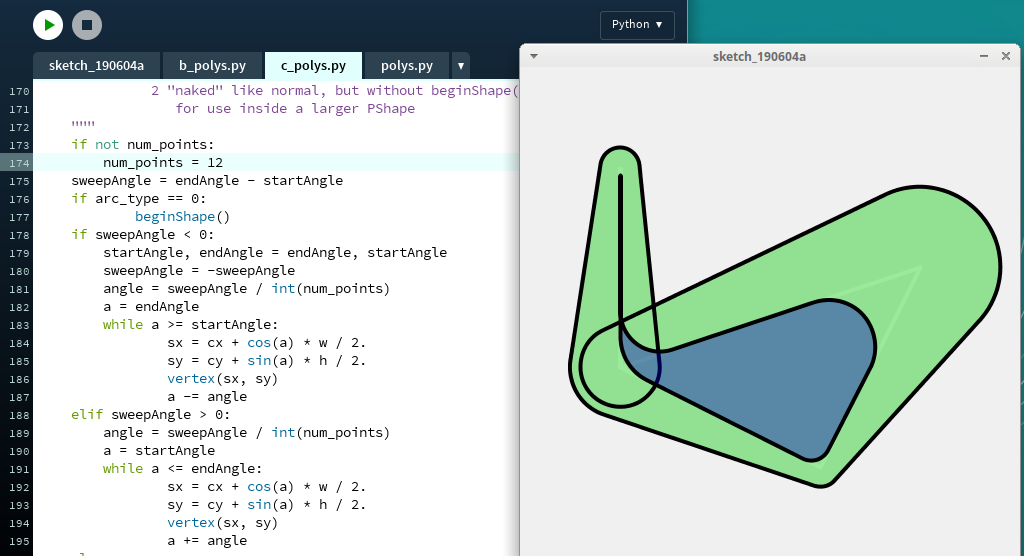 Python ▾
sketch_190604a b_polys.py c_polys.py polys.py ▾
sketch_190604a
170 2 "naked" like normal, but without beginShape(
171 for use inside a larger PShape
172 """
173 if not num_points:
174 num_points = 12
175 sweepAngle = endAngle - startAngle
176 if arc_type == 0:
177 beginShape()
178 if sweepAngle < 0:
179 startAngle, endAngle = endAngle, startAngle
180 sweepAngle = -sweepAngle
181 angle = sweepAngle / int(num_points)
182 a = endAngle
183 while a >= startAngle:
184 sx = cx + cos(a) * w / 2.
185 sy = cy + sin(a) * h / 2.
186 vertex(sx, sy)
187 a -= angle
188 elif sweepAngle > 0:
189 angle = sweepAngle / int(num_points)
190 a = startAngle
191 while a <= endAngle:
192 sx = cx + cos(a) * w / 2.
193 sy = cy + sin(a) * h / 2.
194 vertex(sx, sy)
195 a += angle